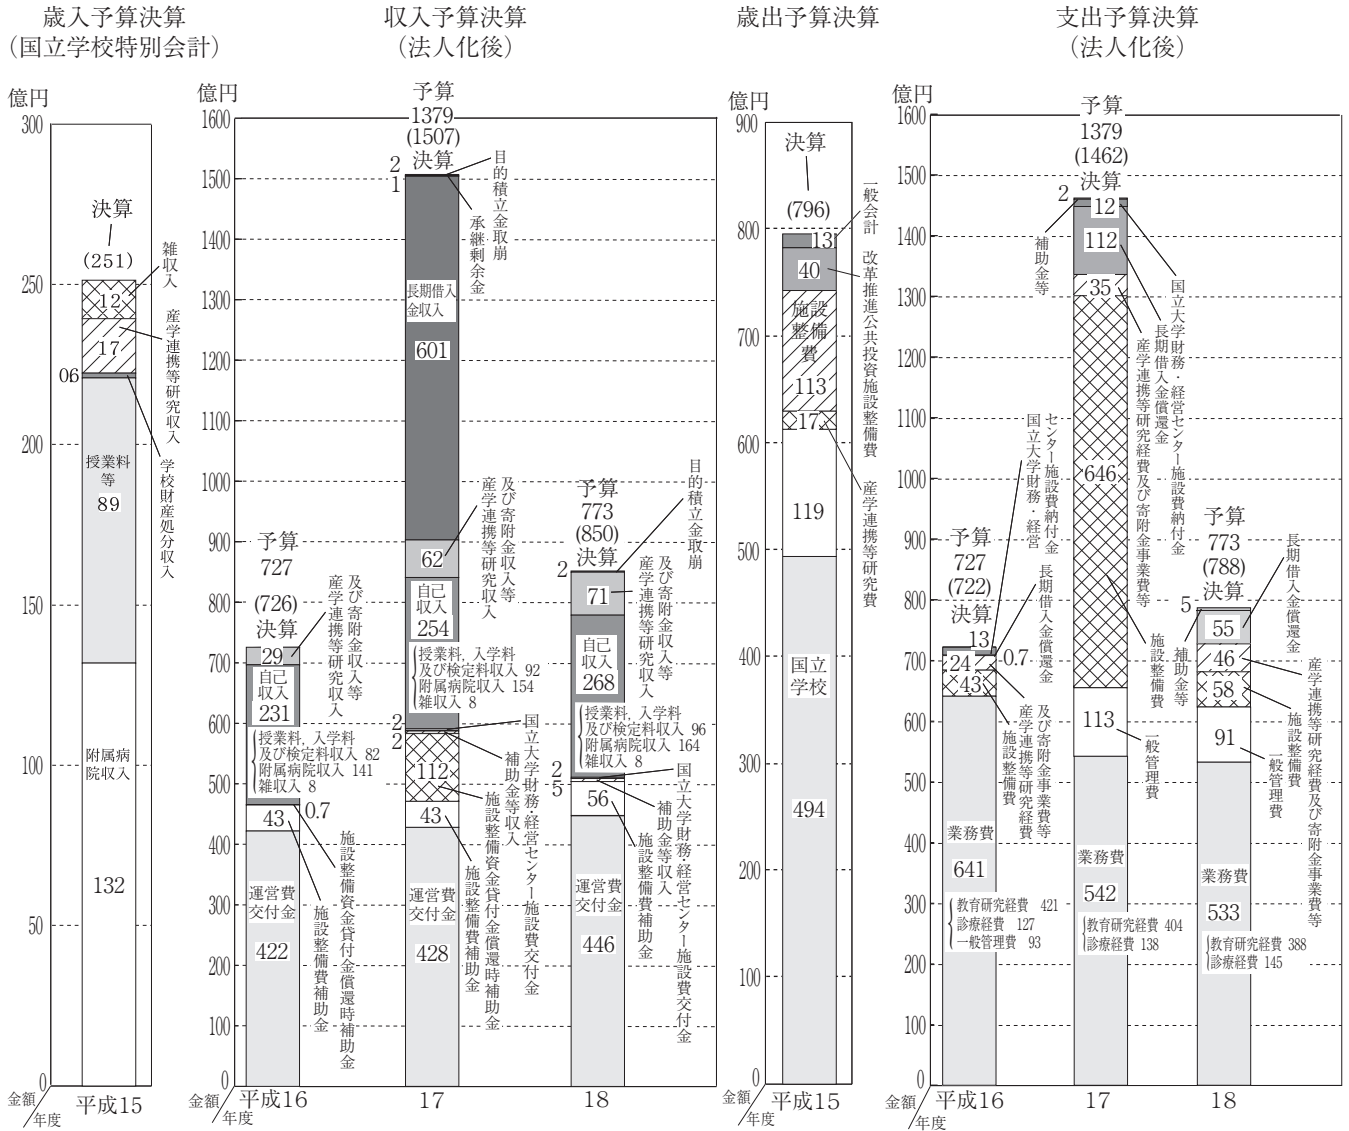 歳入予算決算
(国立学校特別会計)
億円
300
250
200
150
100
50
0
決算
(251)
雑収入
12
産学連携等研究収入
17
06
学校財産処分収入
授業料
等
89
附属病
院収入
132
金額
年度
平成15
収入予算決算
(法人化後)
億円
1600
1500
1400
1300
1200
1100
1000
900
800
700
600
500
400
300
200
100
0
予算
727
(726)
決算
29
産学連携等研究収入
及び寄附金収入等
自己
収入
231
授業料,入学料
及び検定料収入 82
附属病院収入 141
雑収入 8
0.7
43
施設整備資金貸付金償還時補助金
施設整備費補助金
運営費
交付金
422
予算
1379
(1507)
決算
2
1
目的積立金取崩
承継剰余金
長期借入
金収入
601
62
産学連携等研究収入
及び寄附金収入等
自己
収入
254
授業料,入学料
及び検定料収入 92
附属病院収入 154
雑収入 8
2
2
国立大学財務・経営センター施設費交付金
補助金等収入
112
施設整備資金貸付金償還時補助金
43
施設整備費補助金
運営費
交付金
428
予算
773
(850)
決算
2
目的積立金取崩
71
産学連携等研究収入
及び寄附金収入等
自己
収入
268
授業料,入学料
及び検定料収入 96
附属病院収入 164
雑収入 8
2
5
国立大学財務・経営センター施設費交付金
補助金等収入
56
施設整備費補助金
運営費
交付金
446
金額
年度
平成16
17
18
歳出予算決算
億円
900
800
700
600
500
400
300
200
100
0
決算
(796)
一般会計
13
40
改革推進公共投資施設整備費
施設
整備
費
113
17
産学連携等研究費
119
国立
学校
494
金額
年度
平成15
支出予算決算
(法人化後)
億円
1600
1500
1400
1300
1200
1100
1000
900
800
700
600
500
400
300
200
100
0
予算
727
(722)
決算
13
国立大学財務・経営
センター施設費納付金
0.7
長期借入金償還金
24
産学連携等研究経費
及び寄附金事業費等
43
施設整備費
業務費
641
教育研究経費 421
診療経費 127
一般管理費 93
予算
1379
(1462)
決算
2
補助金等
12
国立大学財務・経営センター施設費納付金
112
長期借入金償還金
35
産学連携等研究経費及び寄附金事業費等
646
施設整備費
113
一般管理費
業務費
542
教育研究経費 404
診療経費 138
予算
773
(788)
決算
5
補助金等
55
長期借入金償還金
46
産学連携等研究経費及び寄附金事業費等
58
施設整備費
91
一般管理費
業務費
533
教育研究経費 388
診療経費 145
金額
年度
平成16
17
18